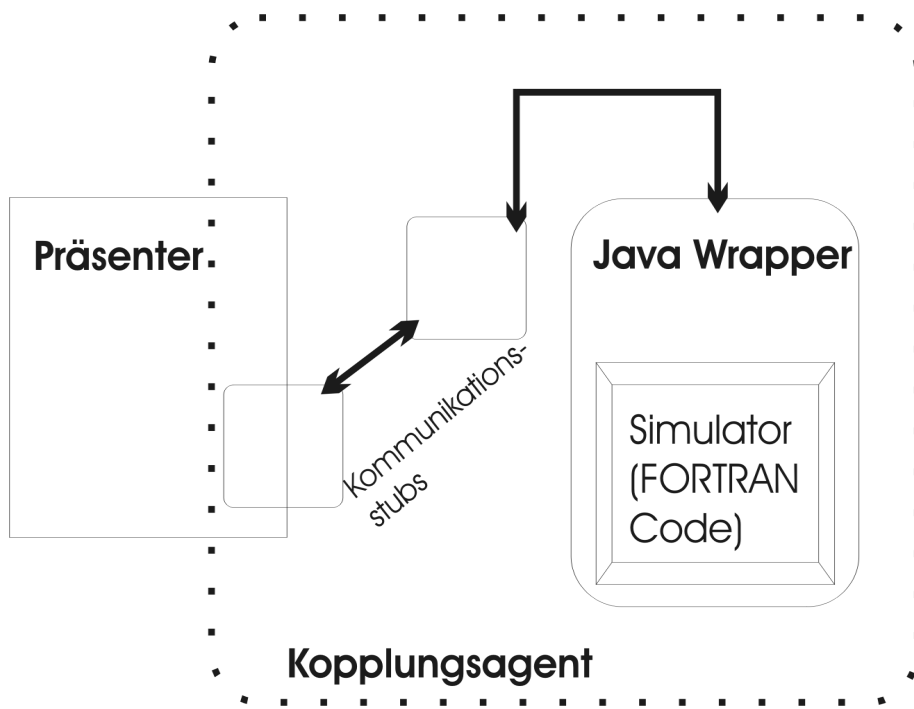 Präsenter
Java Wrapper
Kommunikations-
stubs
Simulator
(FORTRAN
Code)
Kopplungsagent